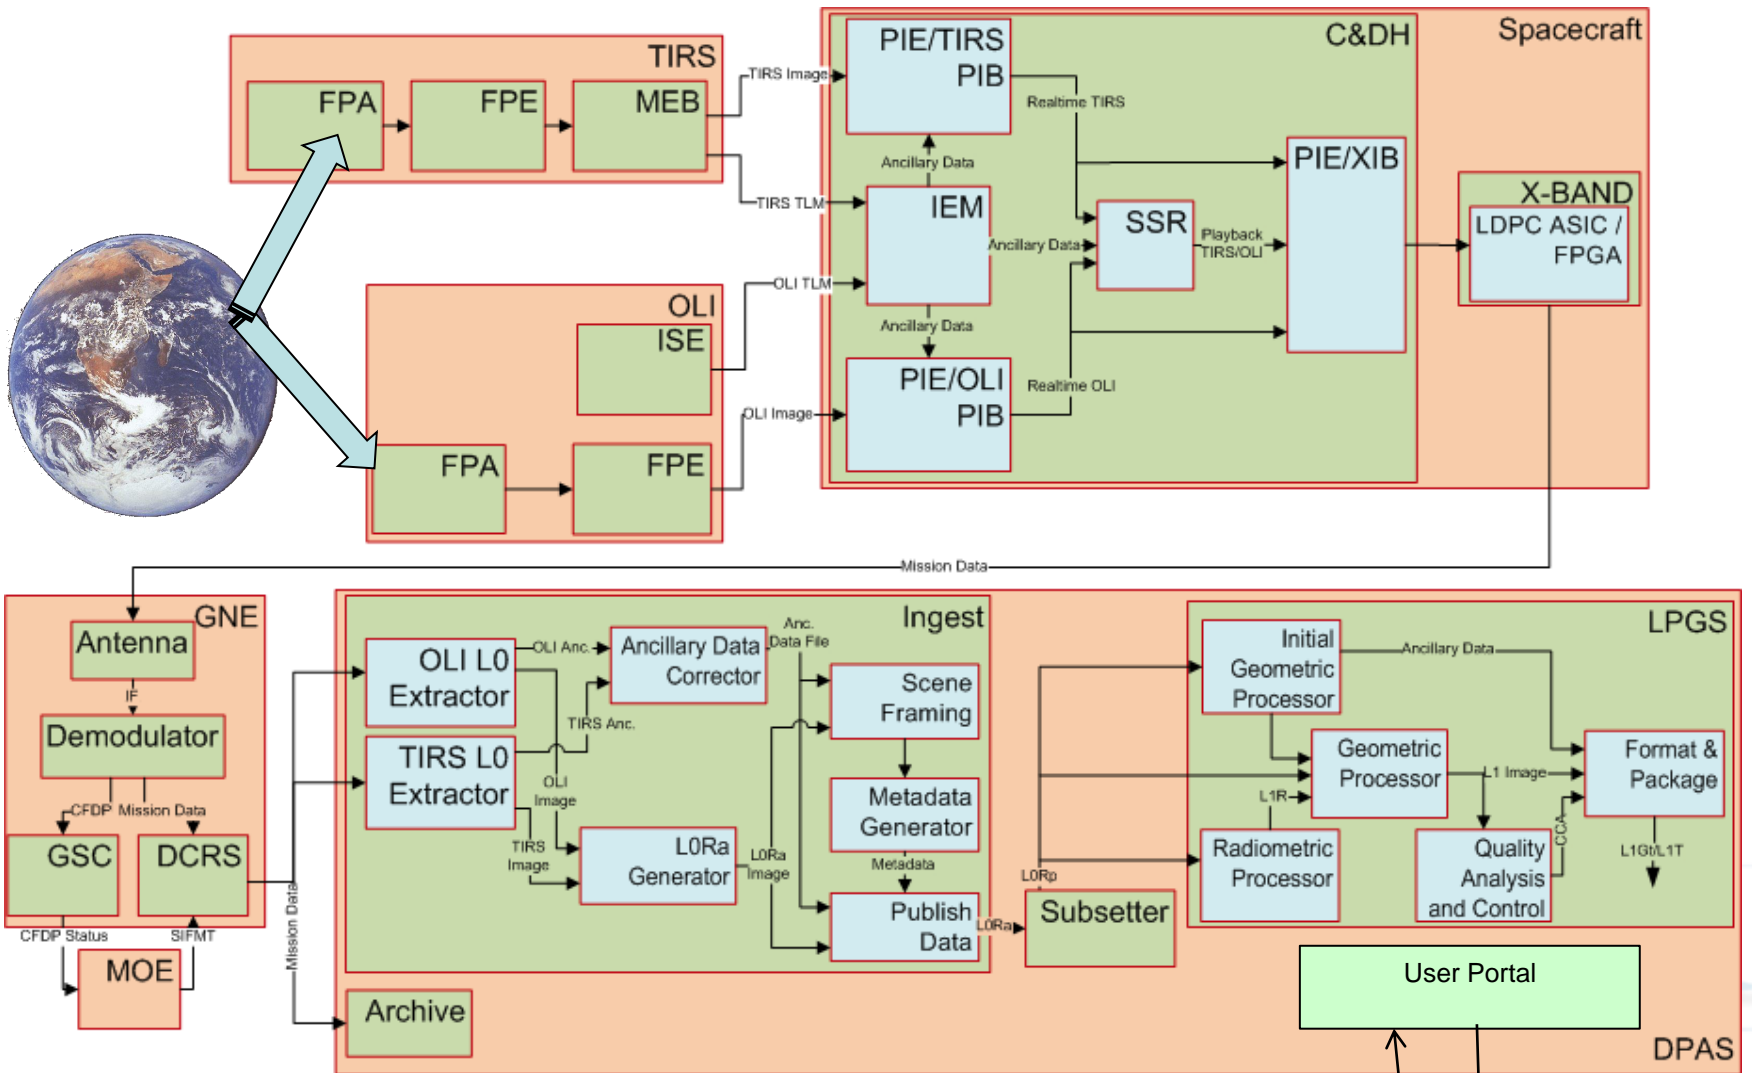 TIRS
FPA
FPE
MEB
TIRS Image
TIRS TLM
OLI
ISE
FPA
FPE
OLI TLM
OLI Image
Spacecraft
C&DH
PIE/TIRS
PIB
Realtime TIRS
Ancillary Data
IEM
Ancillary Data
Ancillary Data
SSR
Playback
TIRS/OLI
PIE/OLI
PIB
Realtime OLI
PIE/XIB
X-BAND
LDPC ASIC /
FPGA
Mission Data
GNE
Antenna
IF
Demodulator
CFDP
Mission Data
GSC
DCRS
CFDP Status
SIFMT
MOE
Mission Data
Ingest
OLI L0
Extractor
OLI Anc.
TIRS L0
Extractor
TIRS Anc.
OLI
Image
TIRS
Image
Ancillary Data
Corrector
Anc.
Data File
L0Ra
Generator
L0Ra
Image
Scene
Framing
Metadata
Generator
Metadata
Publish
Data
L0Ra
Archive
Subsetter
L0Rp
LPGS
Initial
Geometric
Processor
Ancillary Data
Geometric
Processor
L1R
L1 Image
Radiometric
Processor
Quality
Analysis
and Control
CCA
Format &
Package
L1Gt/L1T
User Portal
DPAS